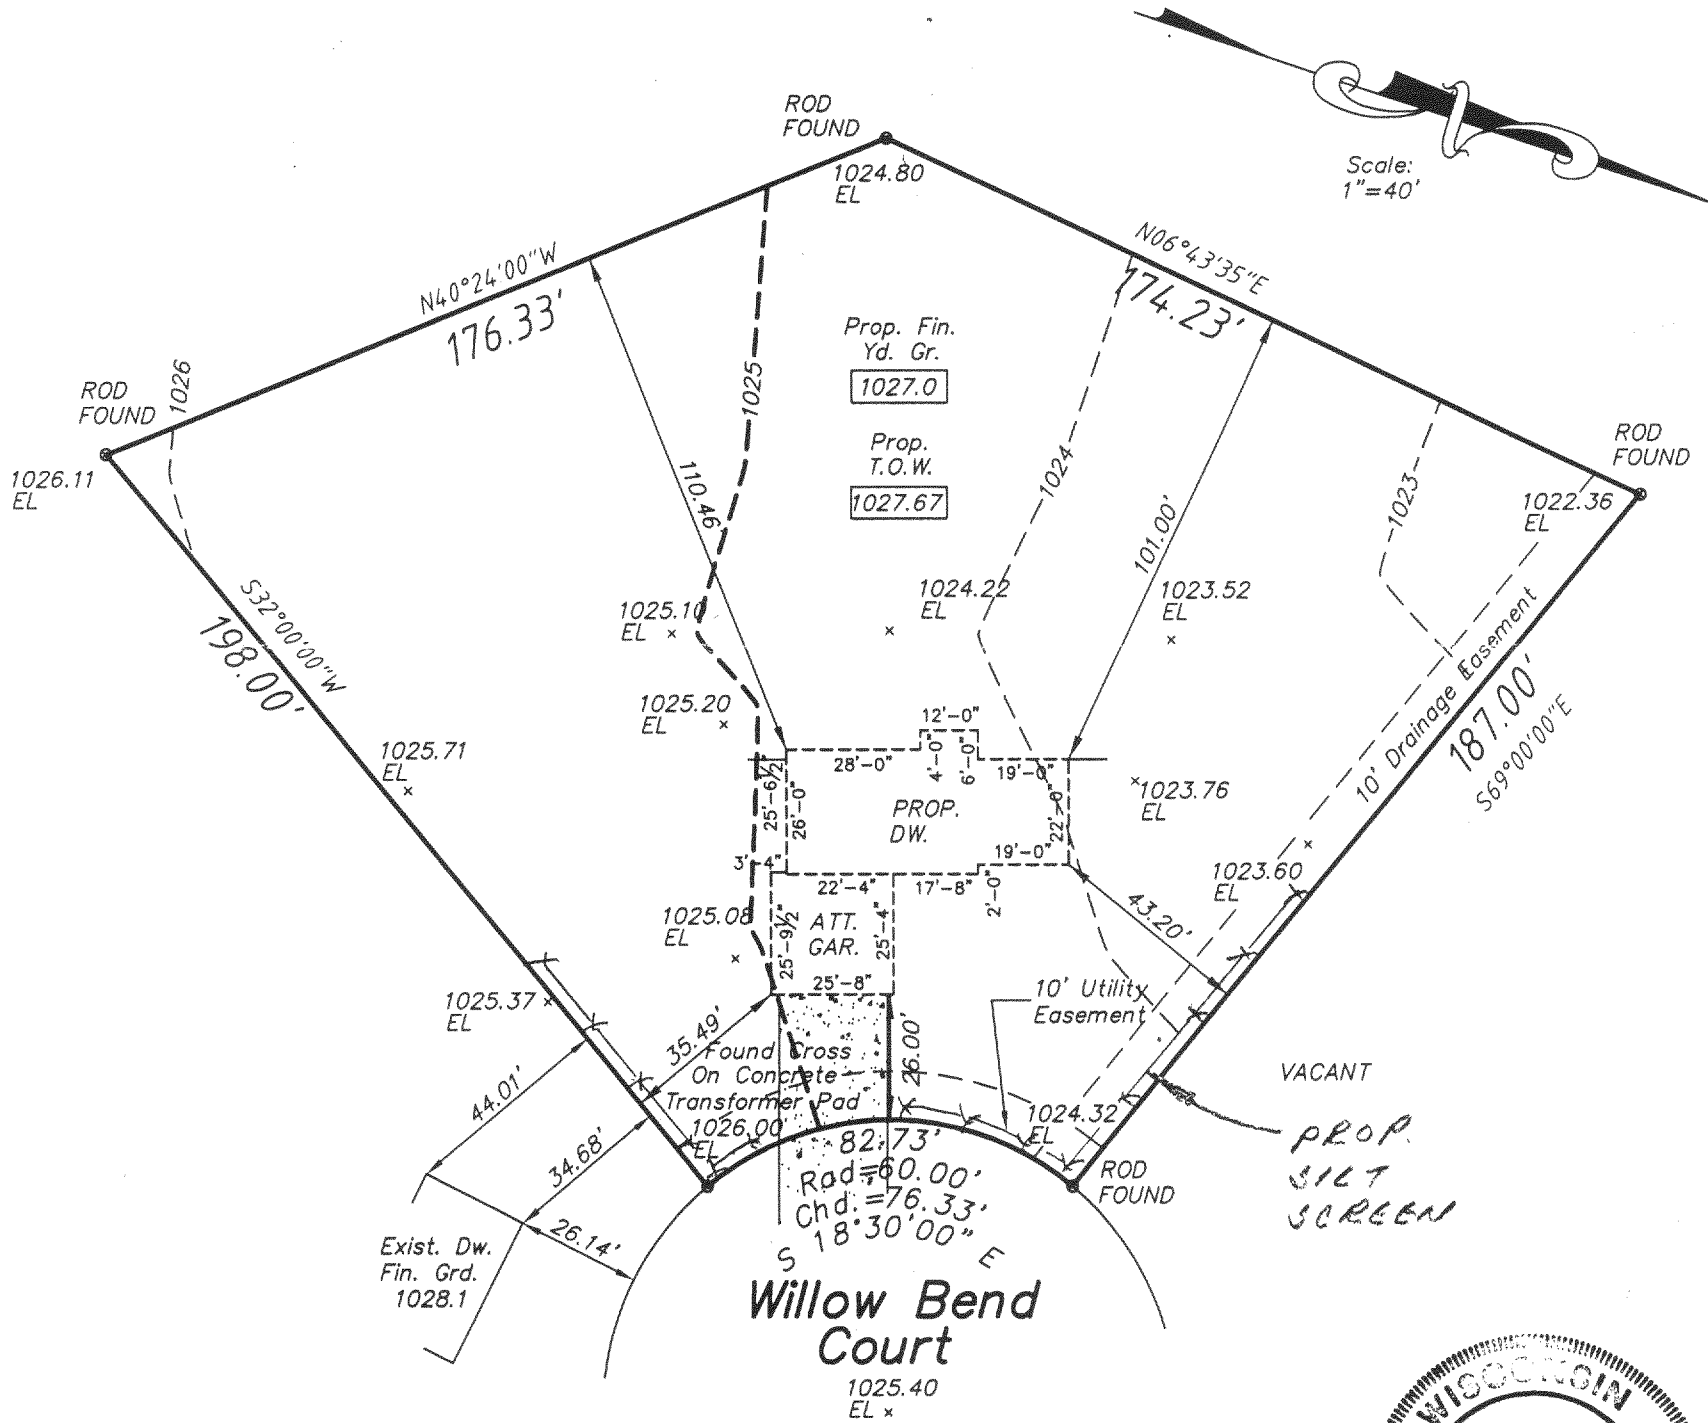 ROD
FOUND
1024.80
EL
Scale:
1"=40'
N40°24'00"W
176.33'
N06°43'35"E
174.23'
Prop. Fin.
Yd. Gr.
1027.0
Prop.
T.O.W.
1027.67
ROD
FOUND
1026
1025
1024
1023
1026.11
EL
ROD
FOUND
1022.36
EL
110.46'
101.00'
S32°00'00"W
198.00'
1025.10
EL
1024.22
EL
1023.52
EL
10' Drainage Easement
187.00'
S69°00'00"E
1025.20
EL
1025.71
EL
12'-0"
28'-0"
4'-0"
6'-0"
19'-0"
25'-6½"
26'-0"
22'-0"
PROP.
DW.
1023.76
EL
3'-4"
22'-4"
17'-8"
19'-0"
2'-0"
1023.60
EL
43.20'
1025.08
EL
25'-9½"
ATT.
GAR.
25'-4"
25'-8"
1025.37
EL
10' Utility
Easement
35.49'
26.00'
Found Cross
On Concrete
Transformer Pad
1026.00
EL
44.01'
34.68'
26.14'
1024.32
EL
VACANT
PROP.
SILT
SCREEN
82.73'
Rad=60.00'
Chd.=76.33'
S 18°30'00" E
ROD
FOUND
Exist. Dw.
Fin. Grd.
1028.1
Willow Bend
Court
1025.40
EL
WISCONSIN